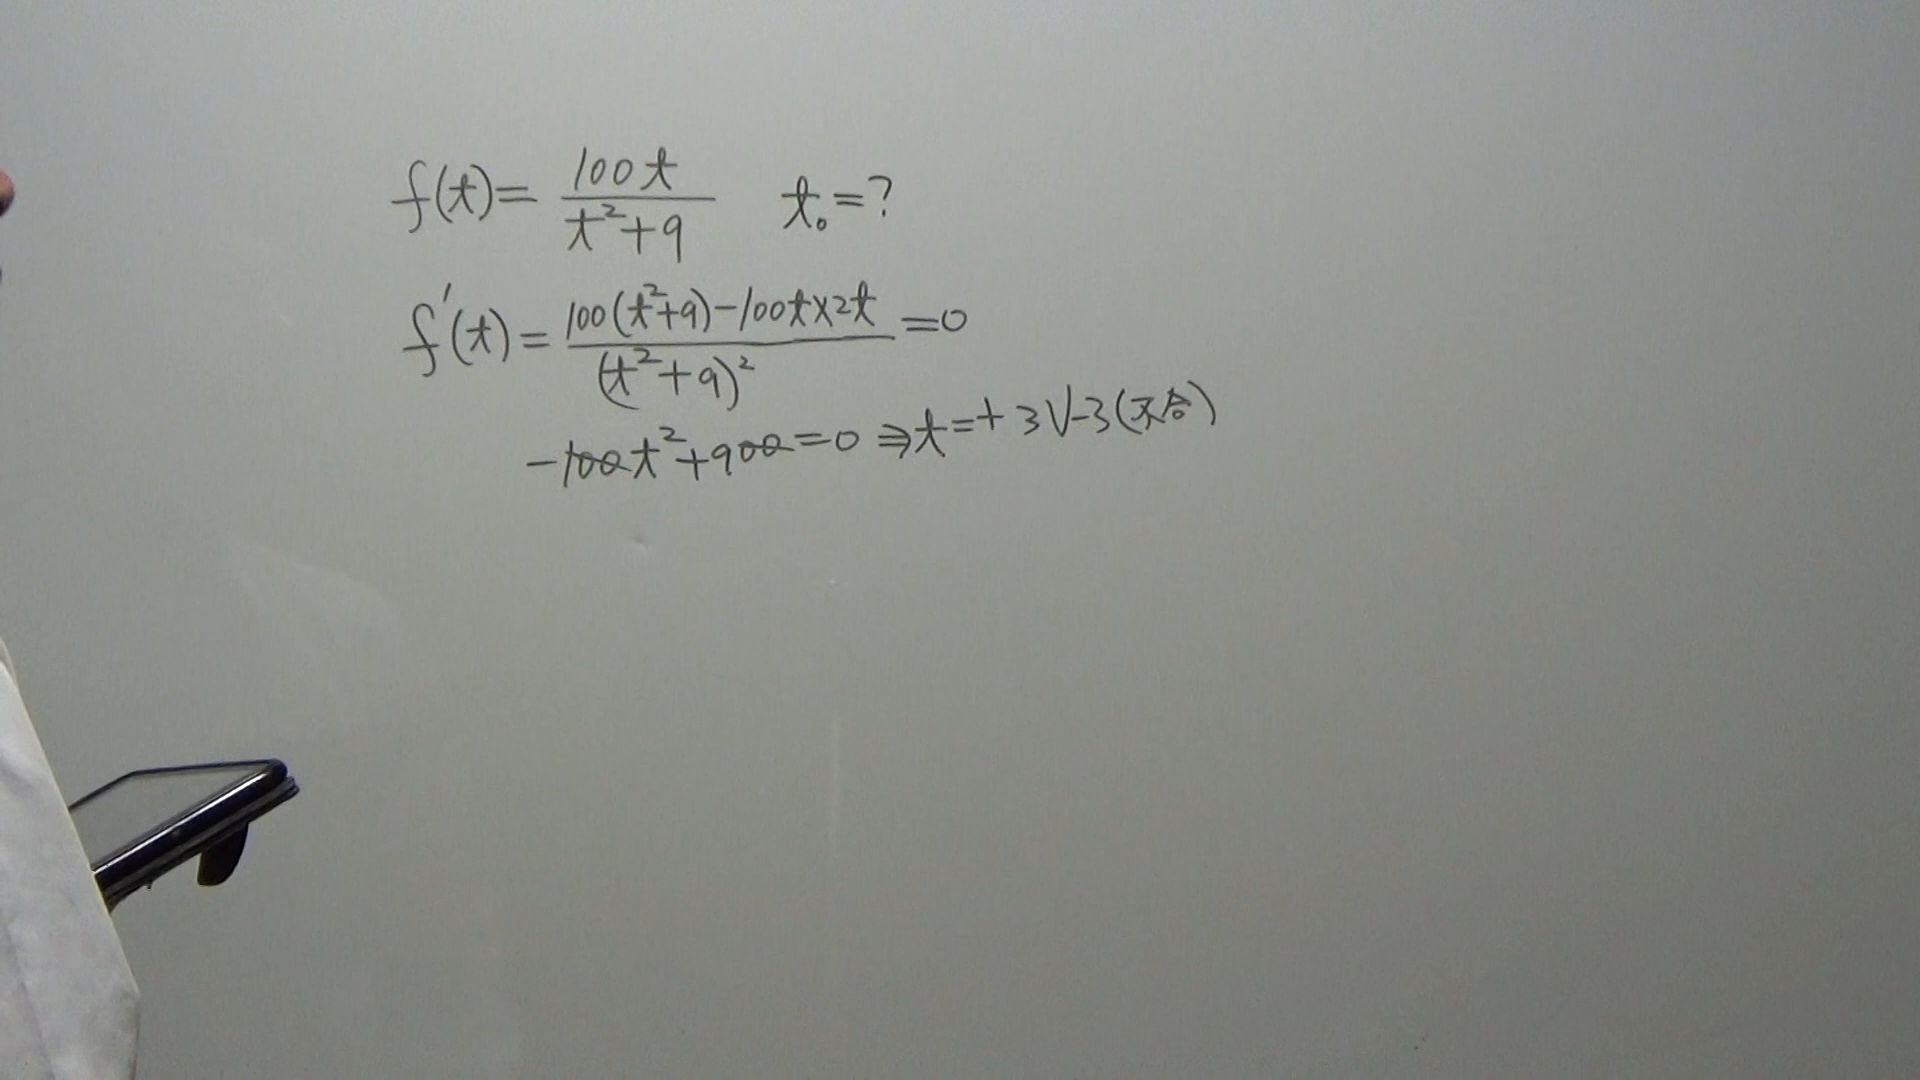 f(t)= 100t / t²+9   t₀=?
f'(t)= 100(t²+9)-100t×2t / (t²+9)² =0
-100t²+900=0 ⇒ t=+3 V -3(不合)